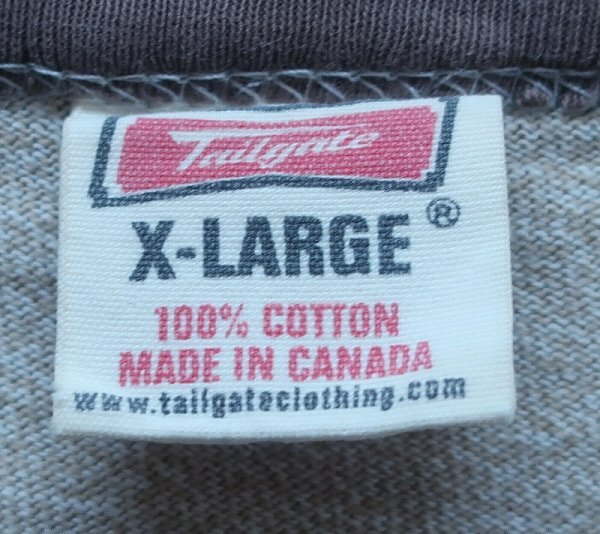 Tailgate
X-LARGE ®
100% COTTON
MADE IN CANADA
www.tailgateclothing.com